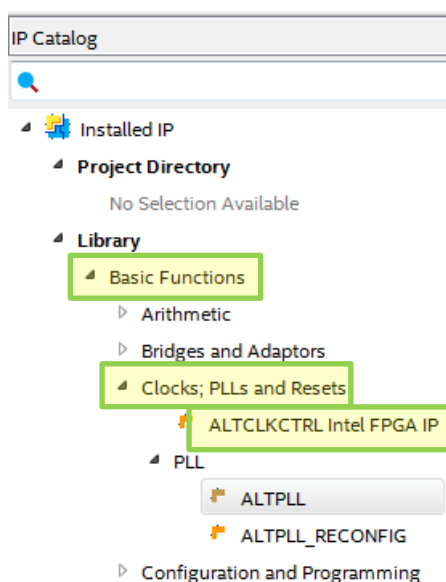 IP Catalog
Installed IP
Project Directory
No Selection Available
Library
Basic Functions
Arithmetic
Bridges and Adaptors
Clocks; PLLs and Resets
ALTCLKCTRL Intel FPGA IP
PLL
ALTPLL
ALTPLL_RECONFIG
Configuration and Programming